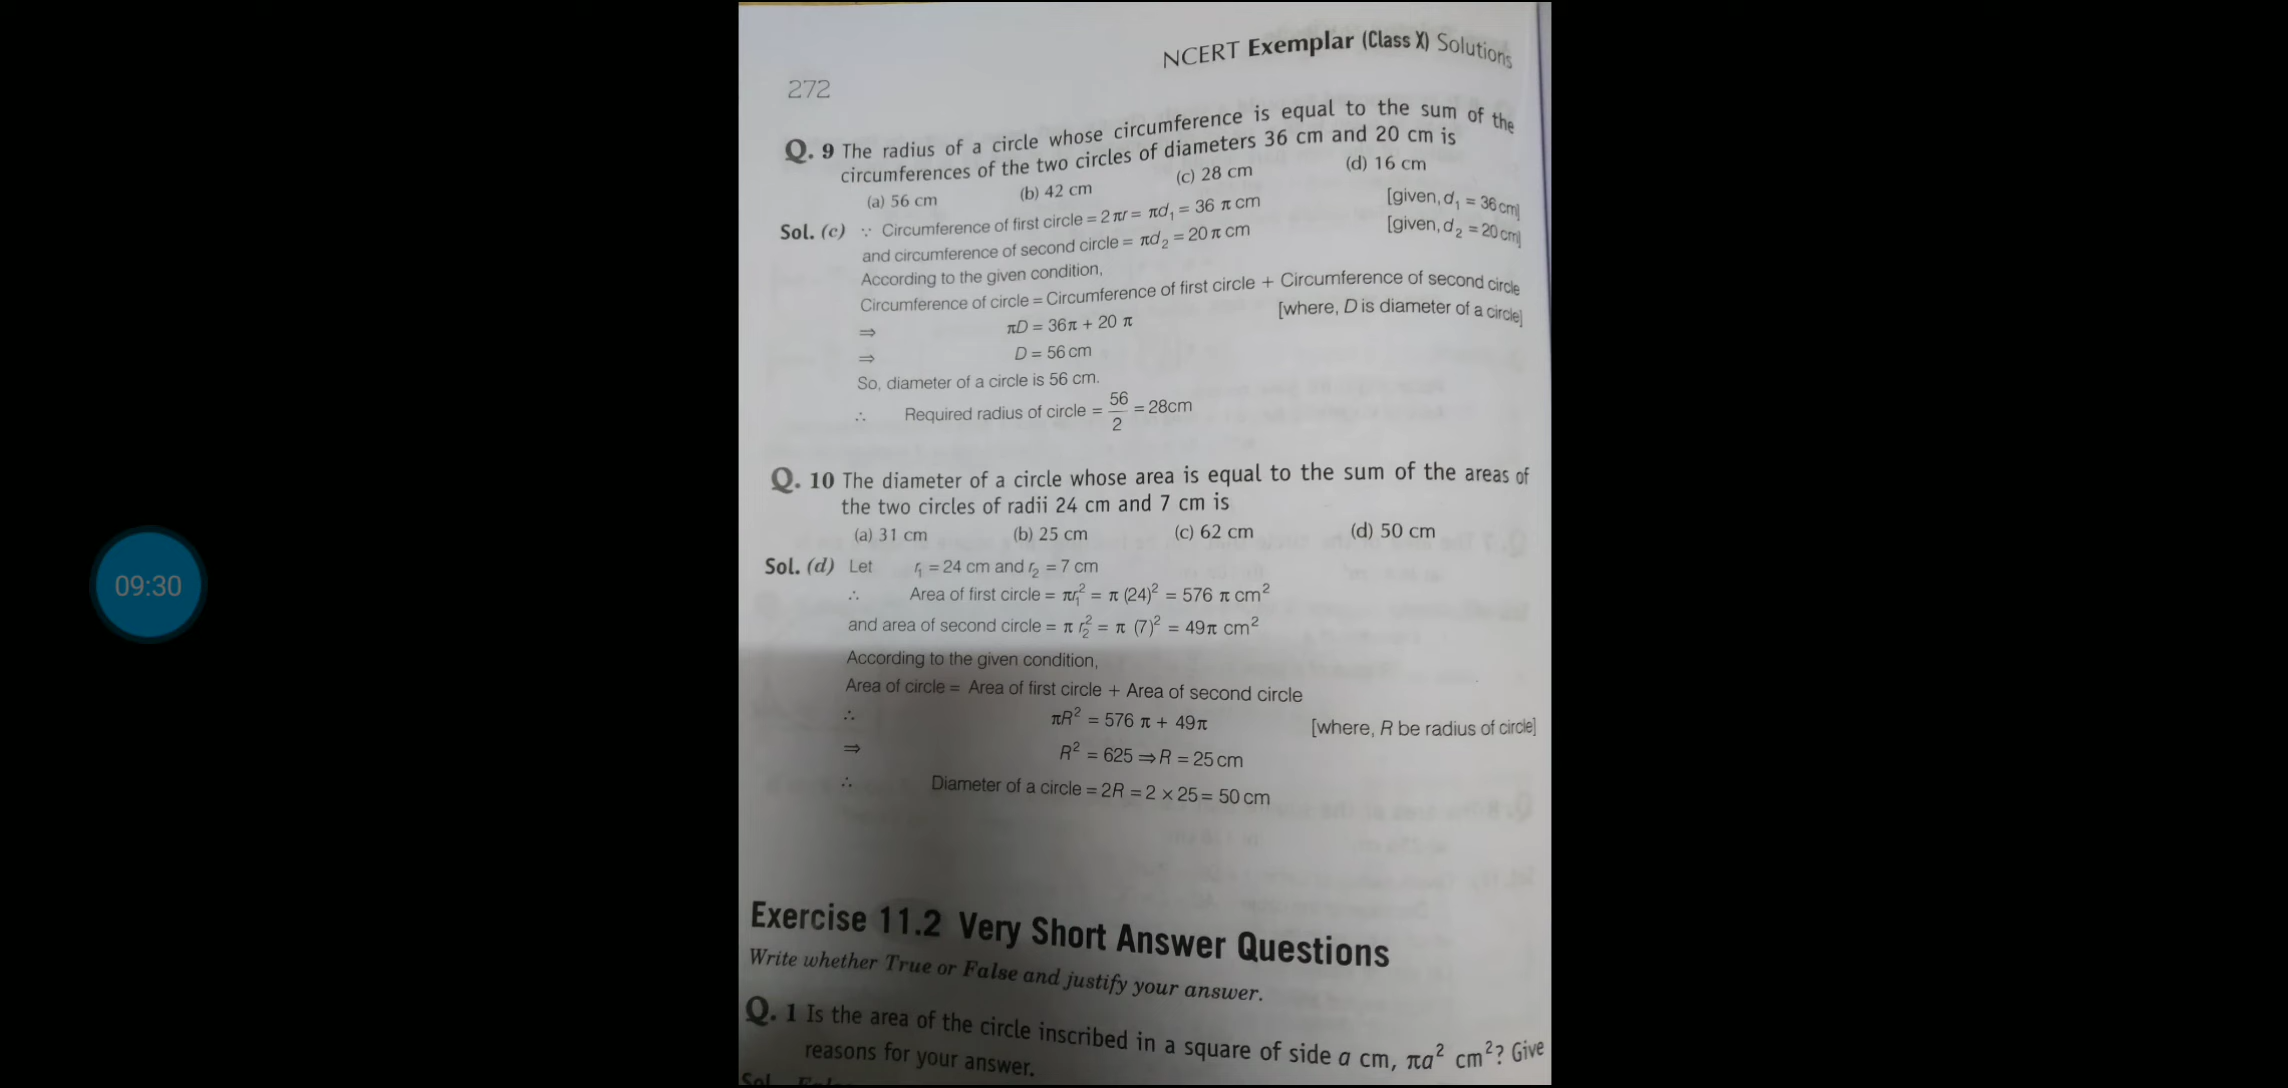 NCERT Exemplar (Class X) Solutions
272
Q. 9 The radius of a circle whose circumference is equal to the sum of the
circumferences of the two circles of diameters 36 cm and 20 cm is
(a) 56 cm (b) 42 cm (c) 28 cm (d) 16 cm
Sol. (c) ∵ Circumference of first circle = 2 πr = πd₁ = 36 π cm [given, d₁ = 36 cm]
and circumference of second circle = πd₂ = 20 π cm [given, d₂ = 20 cm]
According to the given condition,
Circumference of circle = Circumference of first circle + Circumference of second circle
⇒ πD = 36π + 20 π [where, D is diameter of a circle]
⇒ D = 56 cm
So, diameter of a circle is 56 cm.
∴ Required radius of circle = 56/2 = 28cm
Q. 10 The diameter of a circle whose area is equal to the sum of the areas of
the two circles of radii 24 cm and 7 cm is
(a) 31 cm (b) 25 cm (c) 62 cm (d) 50 cm
Sol. (d) Let r₁ = 24 cm and r₂ = 7 cm
∴ Area of first circle = πr₁² = π (24)² = 576 π cm²
and area of second circle = π r₂² = π (7)² = 49π cm²
According to the given condition,
Area of circle = Area of first circle + Area of second circle
∴ πR² = 576 π + 49π [where, R be radius of circle]
⇒ R² = 625 ⇒ R = 25 cm
∴ Diameter of a circle = 2R = 2 × 25 = 50 cm
09:30
Exercise 11.2 Very Short Answer Questions
Write whether True or False and justify your answer.
Q. 1 Is the area of the circle inscribed in a square of side a cm, πa² cm²? Give
reasons for your answer.